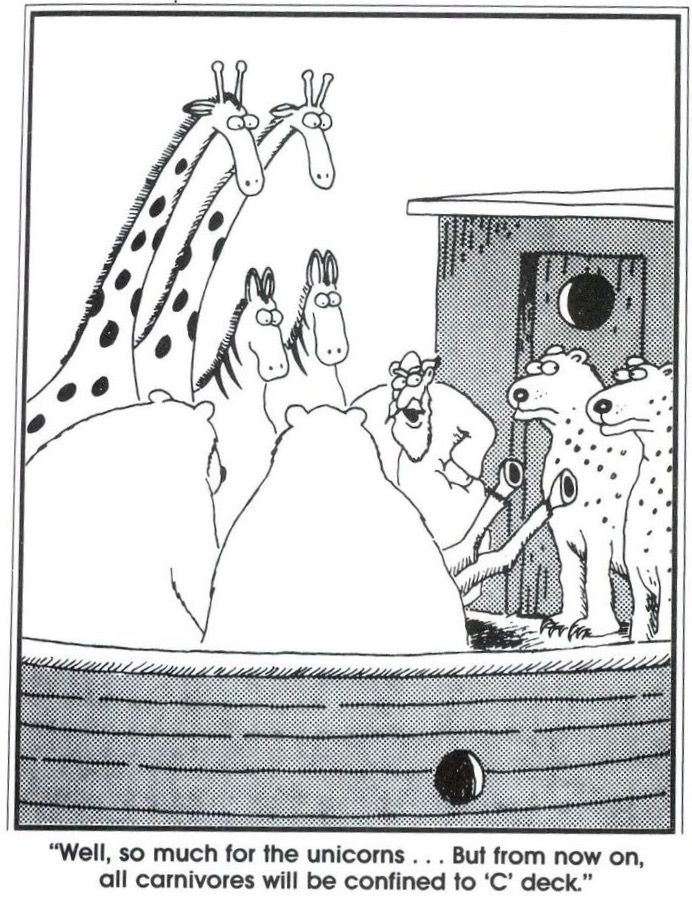 "Well, so much for the unicorns . . . But from now on,
all carnivores will be confined to 'C' deck."